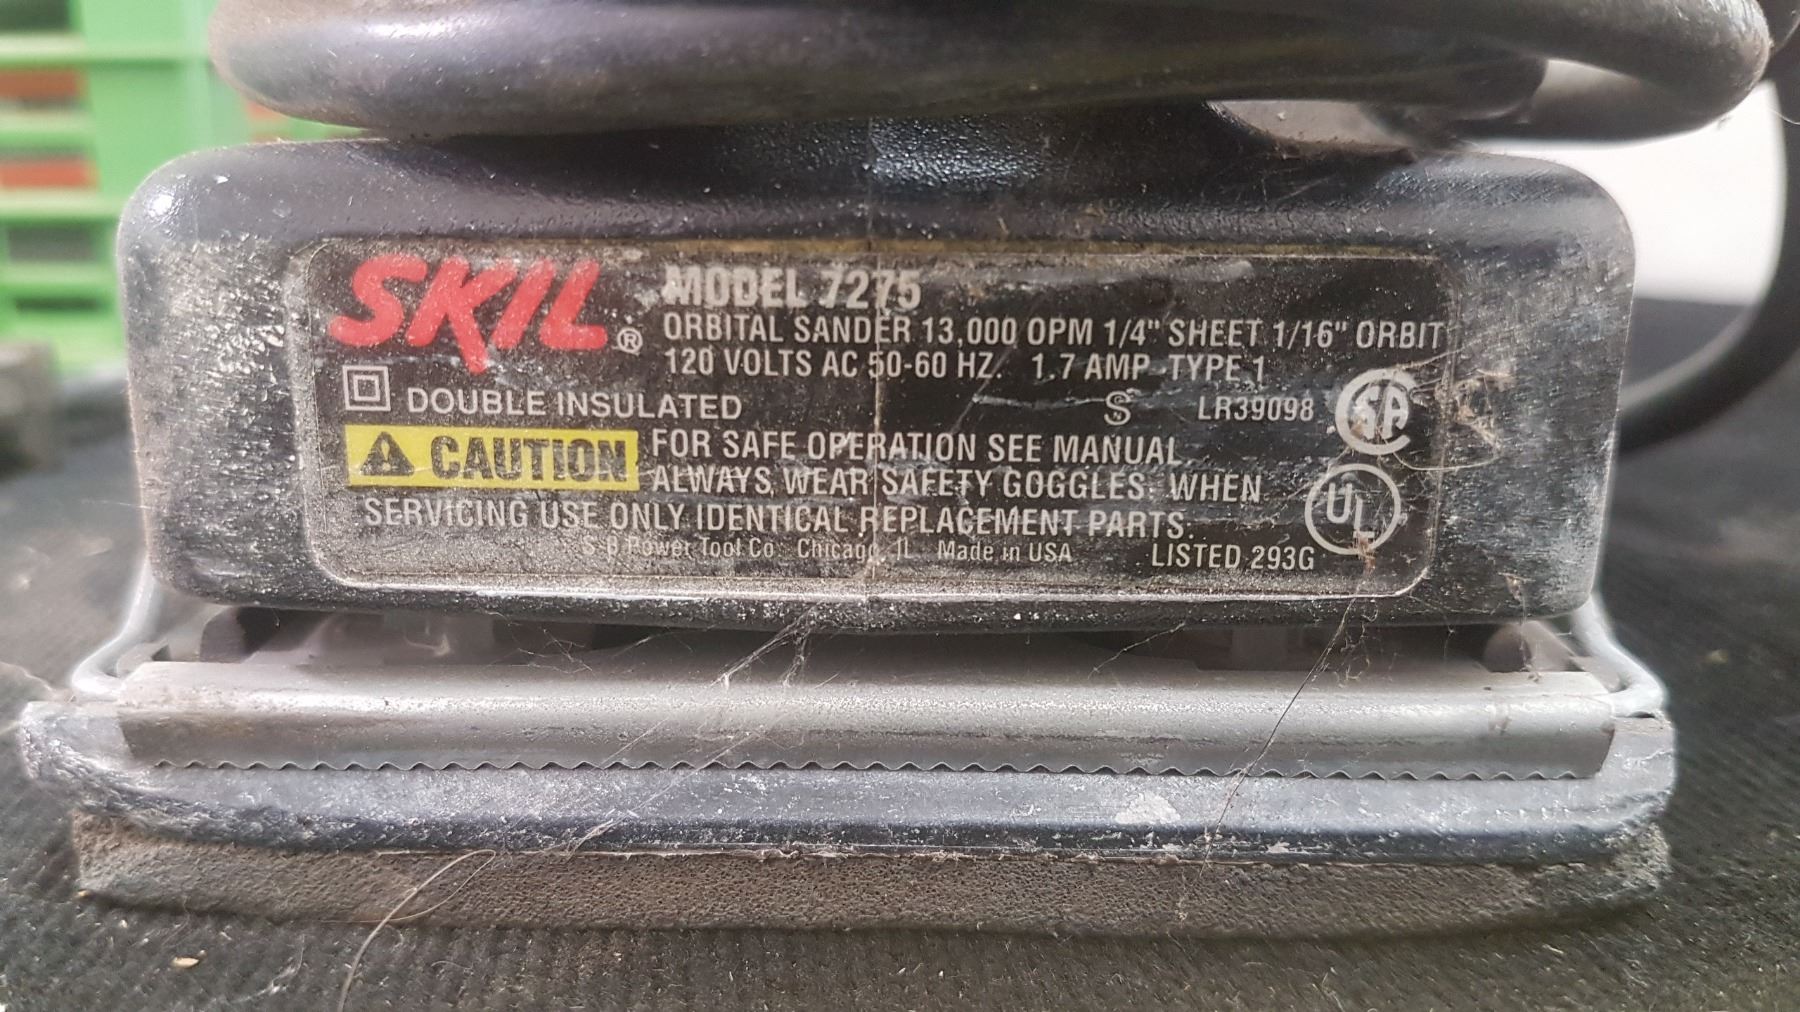 SKIL® MODEL 7275
ORBITAL SANDER 13,000 OPM 1/4" SHEET 1/16" ORBIT
120 VOLTS AC 50-60 HZ. 1.7 AMP TYPE 1
DOUBLE INSULATED S LR39098 SA
CAUTION FOR SAFE OPERATION SEE MANUAL.
ALWAYS WEAR SAFETY GOGGLES. WHEN
SERVICING USE ONLY IDENTICAL REPLACEMENT PARTS.
UL
S-B Power Tool Co. Chicago, IL Made in USA LISTED 293G